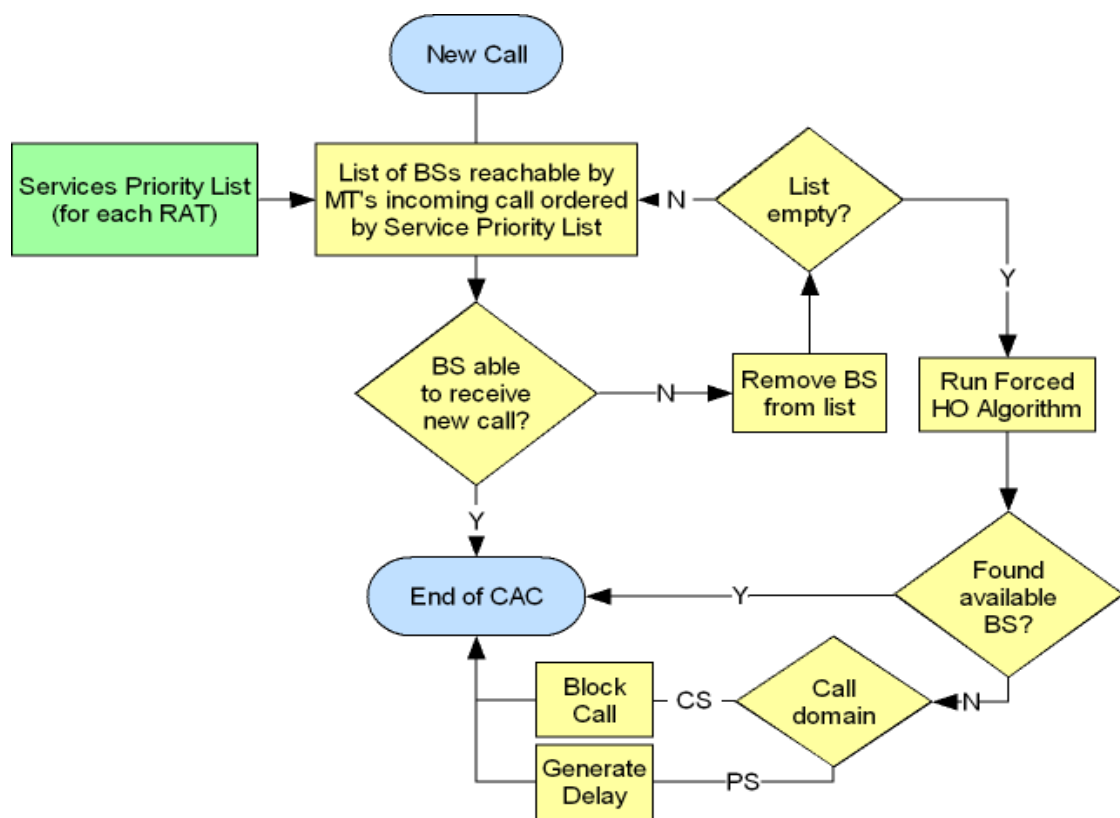 New Call
Services Priority List
(for each RAT)
List of BSs reachable by
MT's incoming call ordered
by Service Priority List
N
List
empty?
Y
BS able
to receive
new call?
N
Remove BS
from list
Run Forced
HO Algorithm
Y
End of CAC
Y
Found
available
BS?
Block
Call
CS
Call
domain
N
Generate
Delay
PS